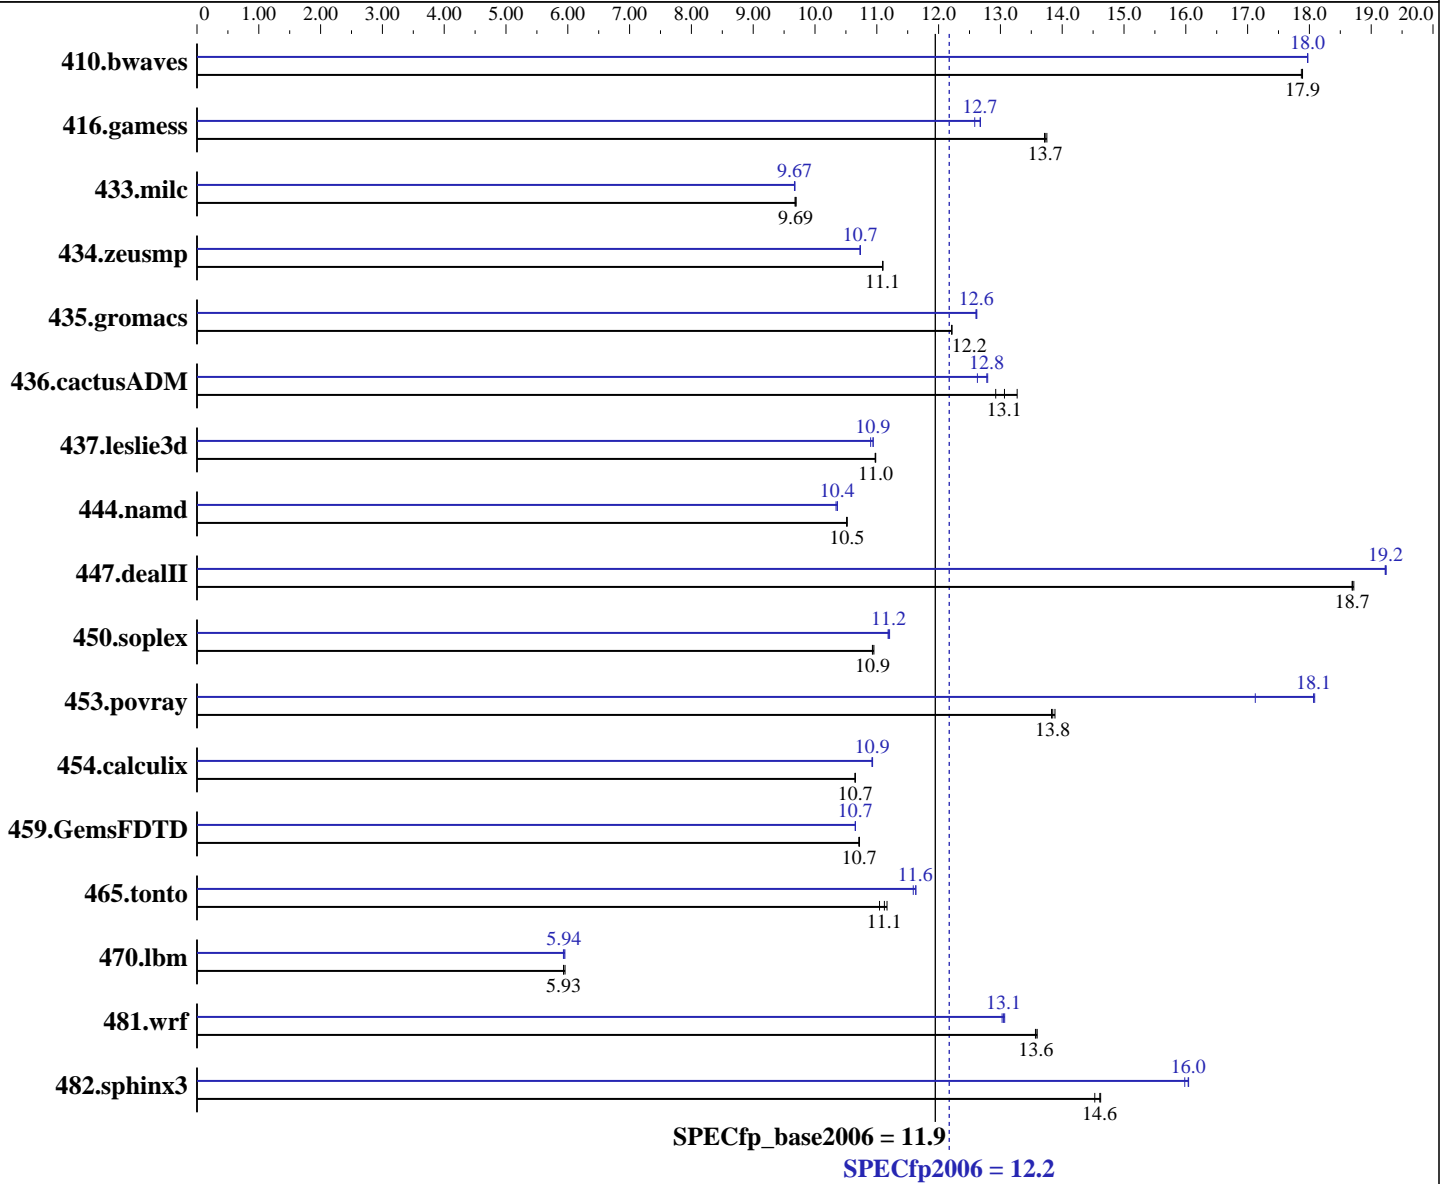 0 1.00 2.00 3.00 4.00 5.00 6.00 7.00 8.00 9.00 10.0 11.0 12.0 13.0 14.0 15.0 16.0 17.0 18.0 19.0 20.0
18.0
410.bwaves
17.9
12.7
416.gamess
13.7
9.67
433.milc
9.69
10.7
434.zeusmp
11.1
12.6
435.gromacs
12.2
12.8
436.cactusADM
13.1
10.9
437.leslie3d
11.0
10.4
444.namd
10.5
19.2
447.dealII
18.7
11.2
450.soplex
10.9
18.1
453.povray
13.8
10.9
454.calculix
10.7
10.7
459.GemsFDTD
10.7
11.6
465.tonto
11.1
5.94
470.lbm
5.93
13.1
481.wrf
13.6
16.0
482.sphinx3
14.6
SPECfp_base2006 = 11.9
SPECfp2006 = 12.2